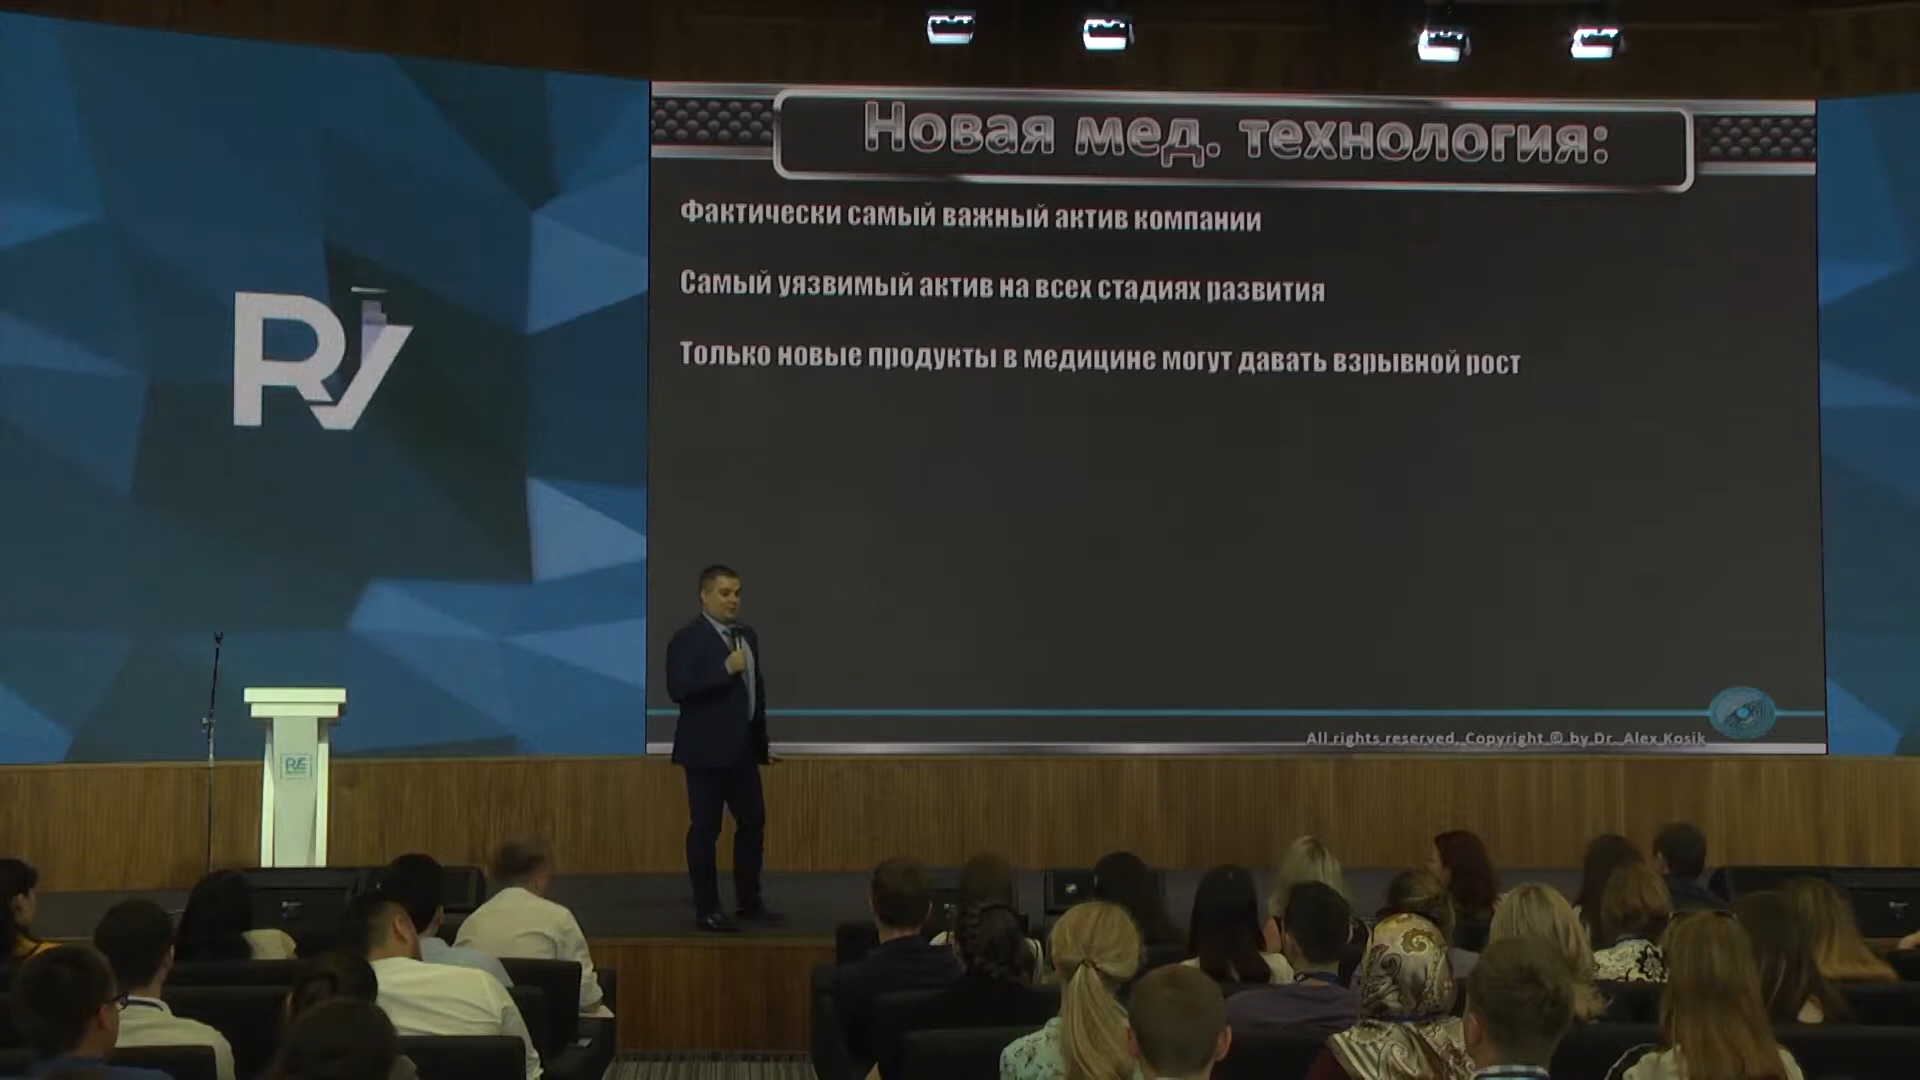 Новая мед. технология:
Фактически самый важный актив компании
Самый уязвимый актив на всех стадиях развития
Только новые продукты в медицине могут давать взрывной рост
All rights reserved. Copyright © by Dr. Alex Kosik